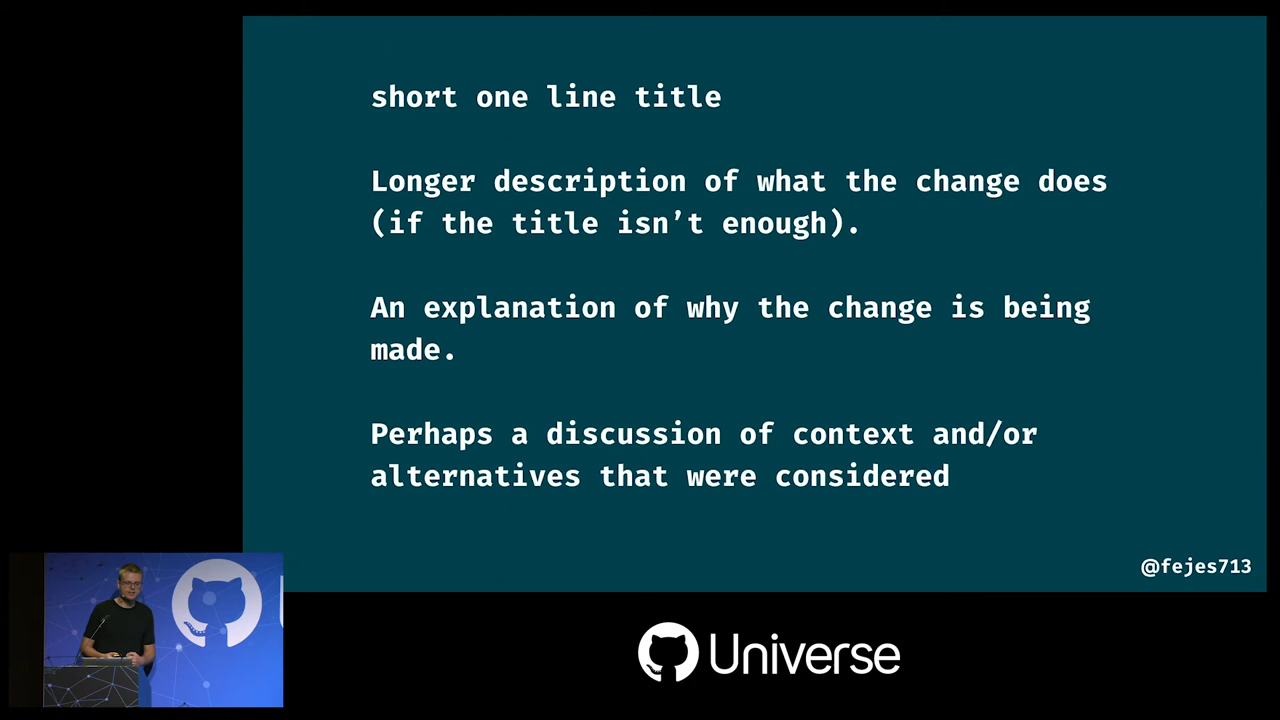 short one line title
Longer description of what the change does
(if the title isn’t enough).
An explanation of why the change is being
made.
Perhaps a discussion of context and/or
alternatives that were considered
@fejes713
Universe